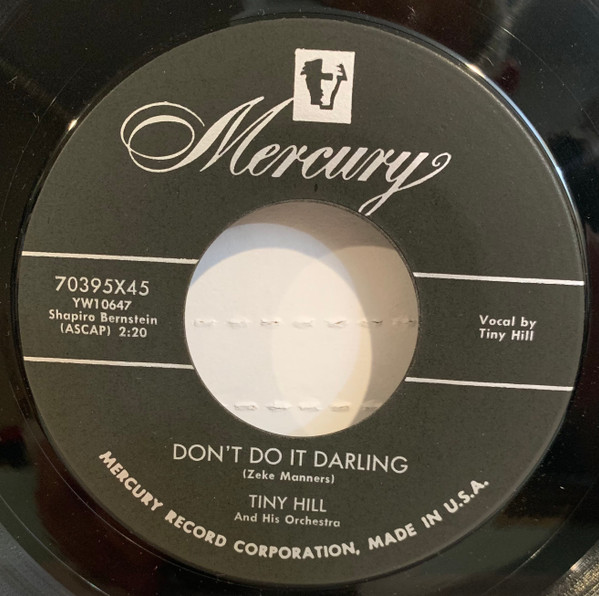 Mercury
70395X45
YW10647
Shapiro Bernstein
(ASCAP) 2:20
Vocal by
Tiny Hill
DON'T DO IT DARLING
(Zeke Manners)
TINY HILL
And His Orchestra
MERCURY RECORD CORPORATION, MADE IN U.S.A.